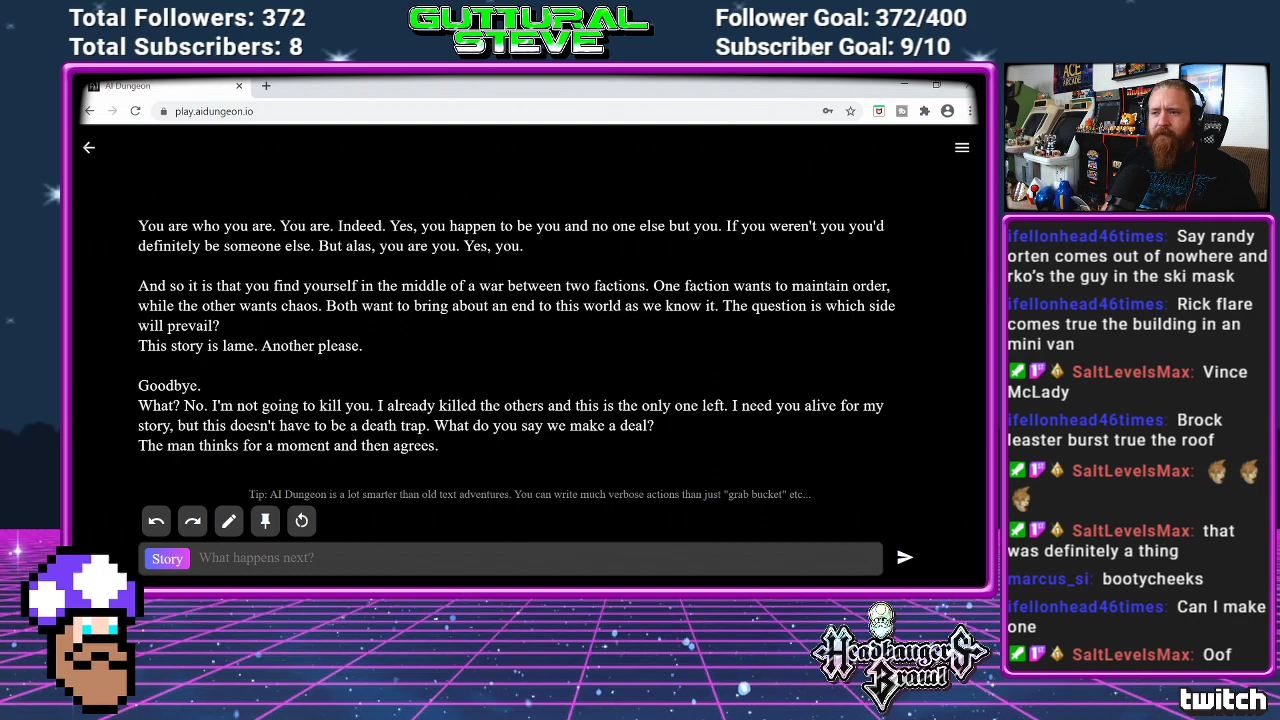 Total Followers: 372
Total Subscribers: 8
GUTTURAL
STEVE
Follower Goal: 372/400
Subscriber Goal: 9/10
AI Dungeon
play.aidungeon.io
You are who you are. You are. Indeed. Yes, you happen to be you and no one else but you. If you weren't you you'd
definitely be someone else. But alas, you are you. Yes, you.
And so it is that you find yourself in the middle of a war between two factions. One faction wants to maintain order,
while the other wants chaos. Both want to bring about an end to this world as we know it. The question is which side
will prevail?
This story is lame. Another please.
Goodbye.
What? No. I'm not going to kill you. I already killed the others and this is the only one left. I need you alive for my
story, but this doesn't have to be a death trap. What do you say we make a deal?
The man thinks for a moment and then agrees.
Tip: AI Dungeon is a lot smarter than old text adventures. You can write much verbose actions than just "grab bucket" etc...
Story What happens next?
ACE
ARCADE
ifellonhead46times: Say randy
orten comes out of nowhere and
rko's the guy in the ski mask
ifellonhead46times: Rick flare
comes true the building in an
mini van
SaltLevelsMax: Vince
McLady
ifellonhead46times: Brock
leaster burst true the roof
SaltLevelsMax:
SaltLevelsMax: that
was definitely a thing
marcus_si: bootycheeks
ifellonhead46times: Can I make
one
SaltLevelsMax: Oof
Headbangers
Brawl
twitch